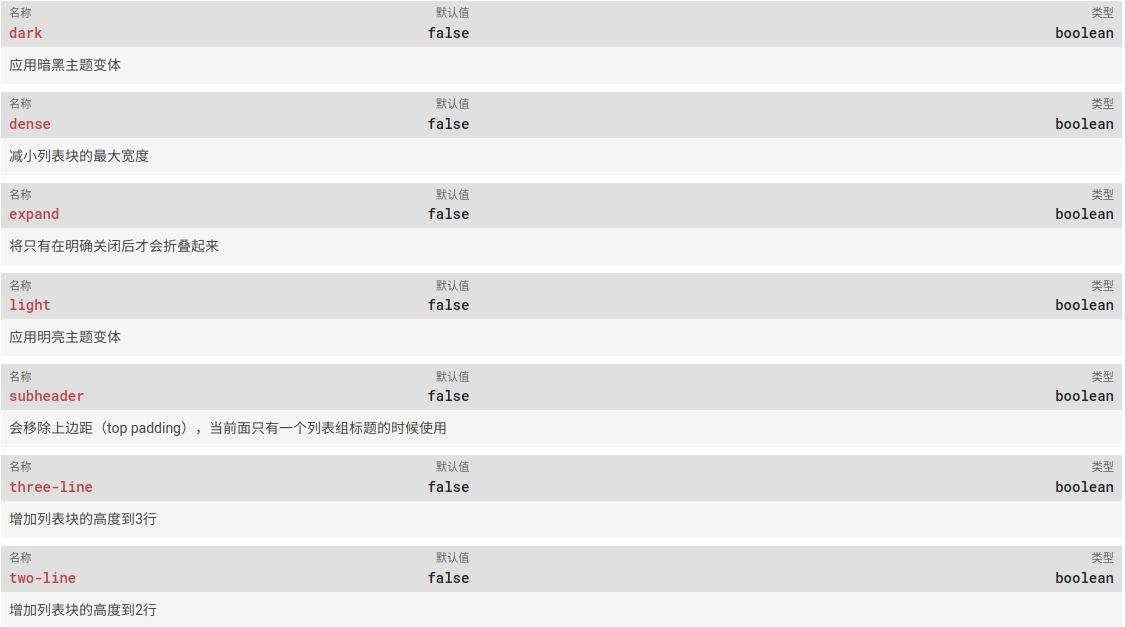 名称 默认值 类型
dark false boolean
应用暗黑主题变体
名称 默认值 类型
dense false boolean
减小列表块的最大宽度
名称 默认值 类型
expand false boolean
将只有在明确关闭后才会折叠起来
名称 默认值 类型
light false boolean
应用明亮主题变体
名称 默认值 类型
subheader false boolean
会移除上边距（top padding），当前面只有一个列表组标题的时候使用
名称 默认值 类型
three-line false boolean
增加列表块的高度到3行
名称 默认值 类型
two-line false boolean
增加列表块的高度到2行